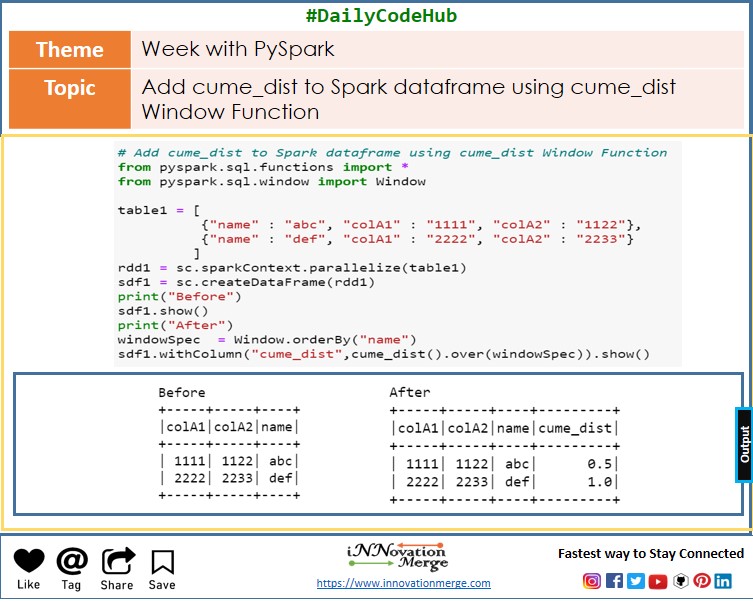 #DailyCodeHub
Theme
Week with PySpark
Topic
Add cume_dist to Spark dataframe using cume_dist
Window Function
# Add cume_dist to Spark dataframe using cume_dist Window Function
from pyspark.sql.functions import *
from pyspark.sql.window import Window
table1 = [
{"name" : "abc", "colA1" : "1111", "colA2" : "1122"},
{"name" : "def", "colA1" : "2222", "colA2" : "2233"}
]
rdd1 = sc.sparkContext.parallelize(table1)
sdf1 = sc.createDataFrame(rdd1)
print("Before")
sdf1.show()
print("After")
windowSpec  = Window.orderBy("name")
sdf1.withColumn("cume_dist",cume_dist().over(windowSpec)).show()
Before
+-----+-----+----+
|colA1|colA2|name|
+-----+-----+----+
| 1111| 1122| abc|
| 2222| 2233| def|
+-----+-----+----+
After
+-----+-----+----+---------+
|colA1|colA2|name|cume_dist|
+-----+-----+----+---------+
| 1111| 1122| abc|      0.5|
| 2222| 2233| def|      1.0|
+-----+-----+----+---------+
Output
Like
Tag
Share
Save
iNNovation
Merge
https://www.innovationmerge.com
Fastest way to Stay Connected